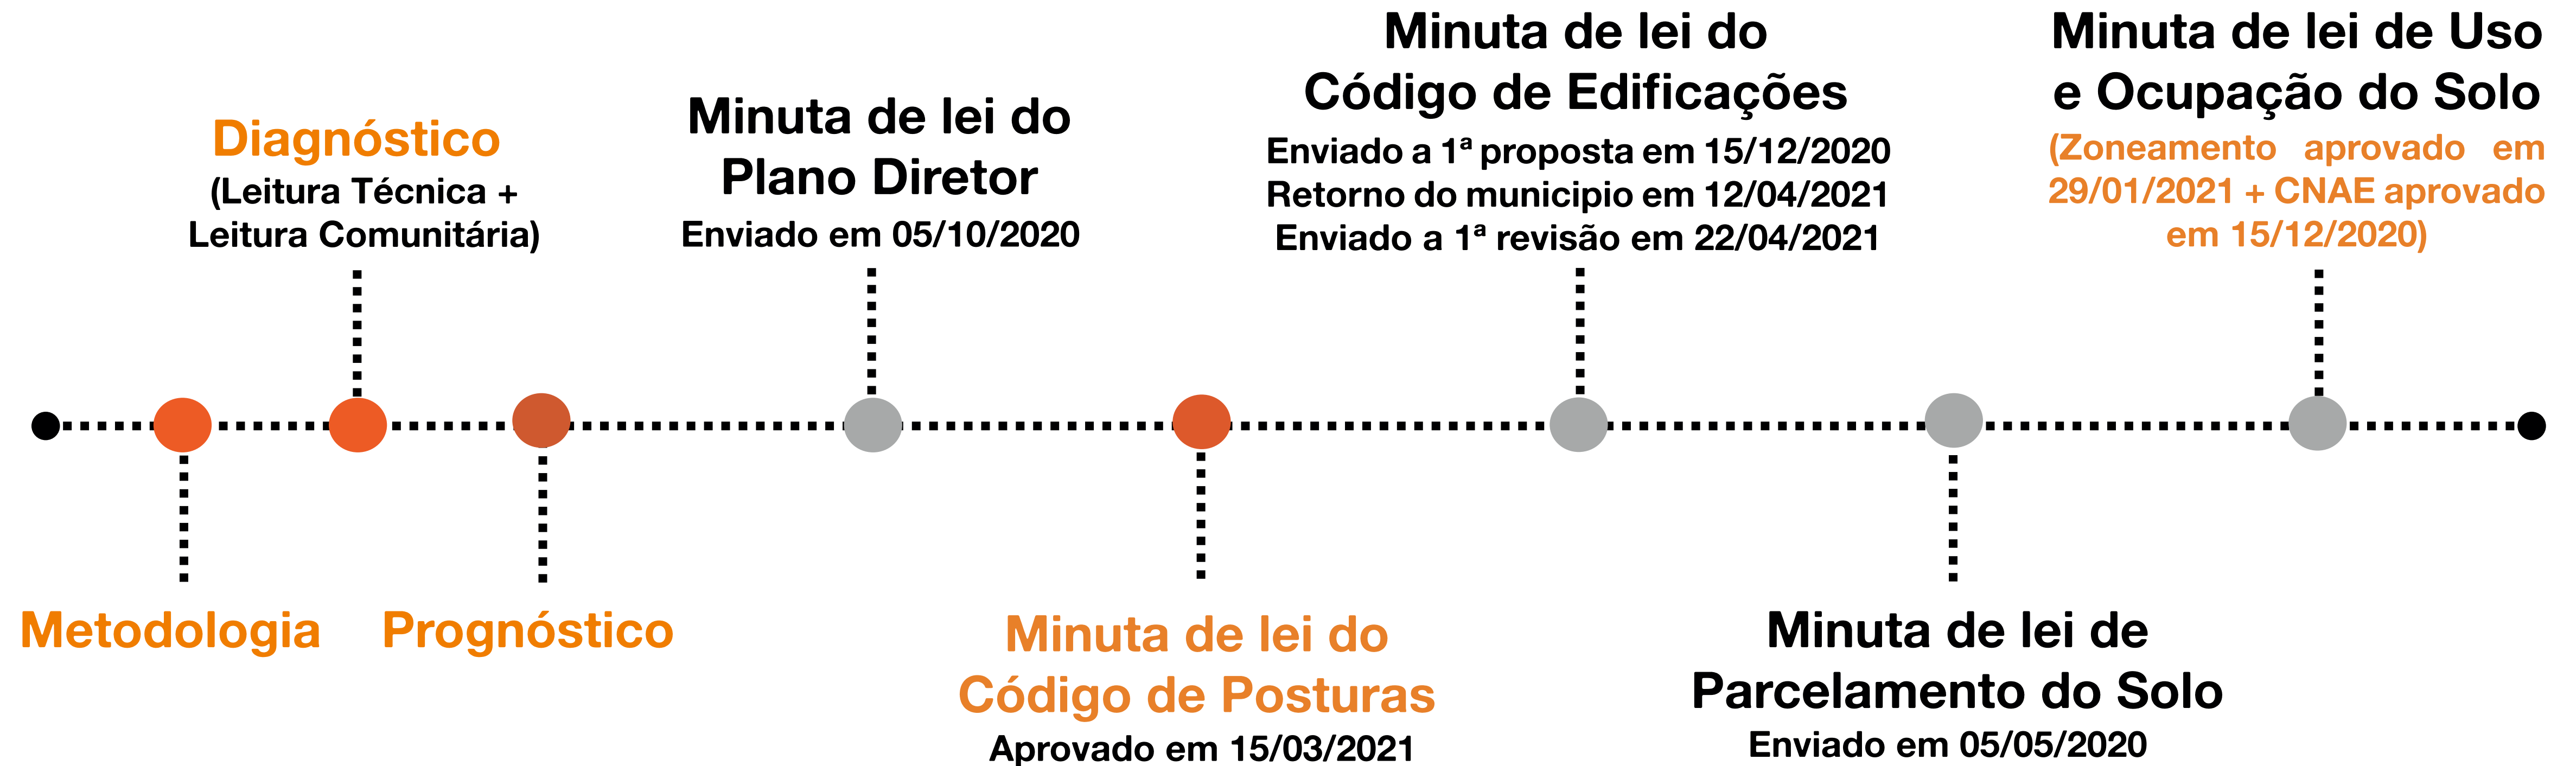 Diagnóstico
(Leitura Técnica +
Leitura Comunitária)
Minuta de lei do
Plano Diretor
Enviado em 05/10/2020
Minuta de lei do
Código de Edificações
Enviado a 1ª proposta em 15/12/2020
Retorno do municipio em 12/04/2021
Enviado a 1ª revisão em 22/04/2021
Minuta de lei de Uso
e Ocupação do Solo
(Zoneamento aprovado em
29/01/2021 + CNAE aprovado
em 15/12/2020)
Metodologia
Prognóstico
Minuta de lei do
Código de Posturas
Aprovado em 15/03/2021
Minuta de lei de
Parcelamento do Solo
Enviado em 05/05/2020